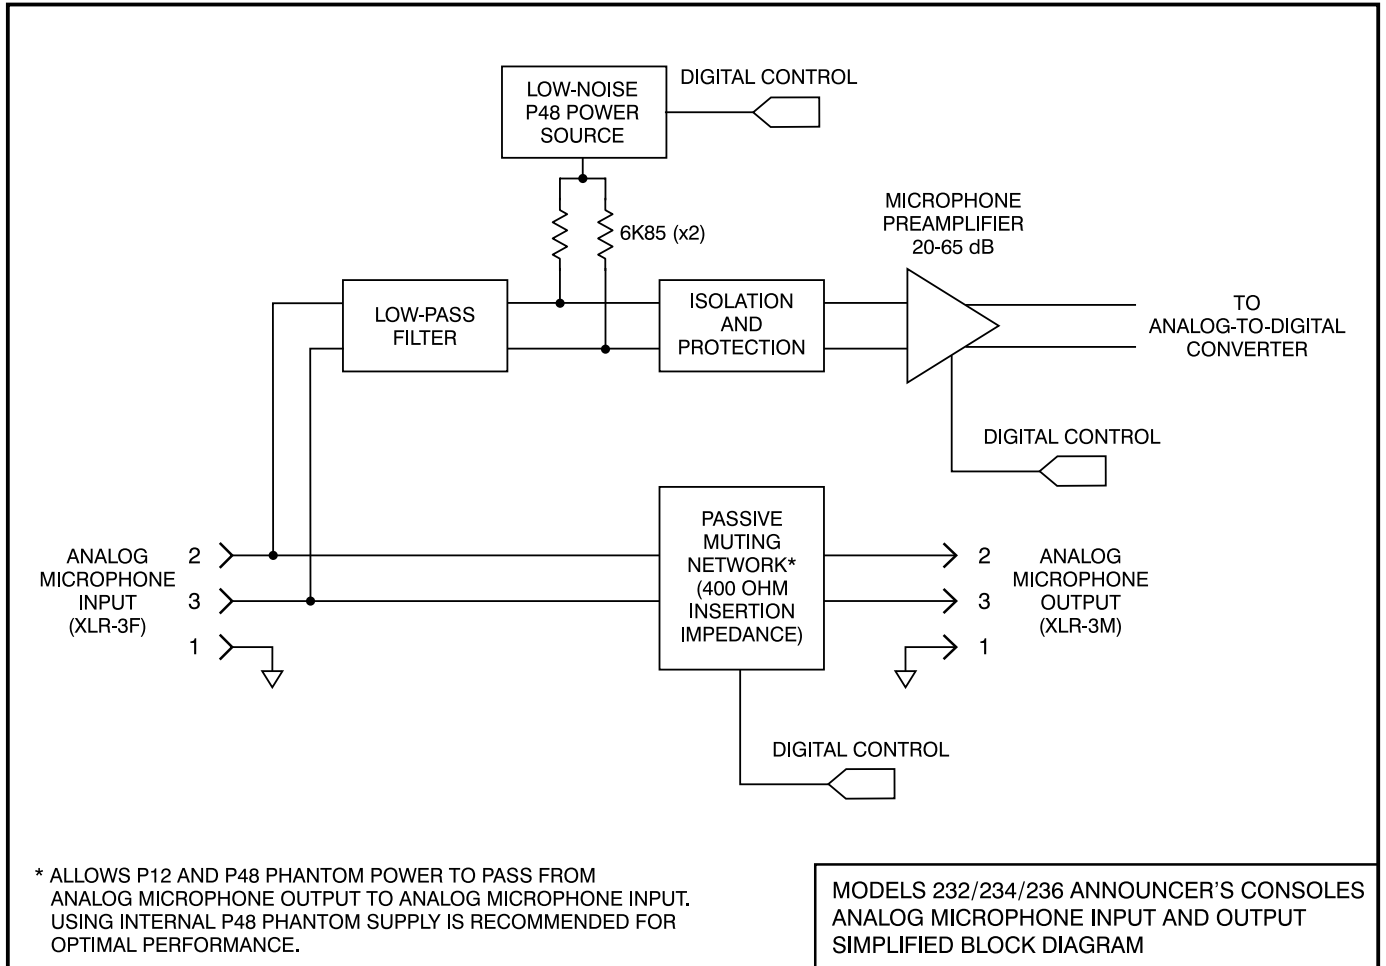 LOW-NOISE
P48 POWER
SOURCE
DIGITAL CONTROL
6K85 (x2)
MICROPHONE
PREAMPLIFIER
20-65 dB
LOW-PASS
FILTER
ISOLATION
AND
PROTECTION
TO
ANALOG-TO-DIGITAL
CONVERTER
DIGITAL CONTROL
ANALOG
MICROPHONE
INPUT
(XLR-3F)
2
3
1
PASSIVE
MUTING
NETWORK*
(400 OHM
INSERTION
IMPEDANCE)
2
3
1
ANALOG
MICROPHONE
OUTPUT
(XLR-3M)
DIGITAL CONTROL
* ALLOWS P12 AND P48 PHANTOM POWER TO PASS FROM
ANALOG MICROPHONE OUTPUT TO ANALOG MICROPHONE INPUT.
USING INTERNAL P48 PHANTOM SUPPLY IS RECOMMENDED FOR
OPTIMAL PERFORMANCE.
MODELS 232/234/236 ANNOUNCER'S CONSOLES
ANALOG MICROPHONE INPUT AND OUTPUT
SIMPLIFIED BLOCK DIAGRAM